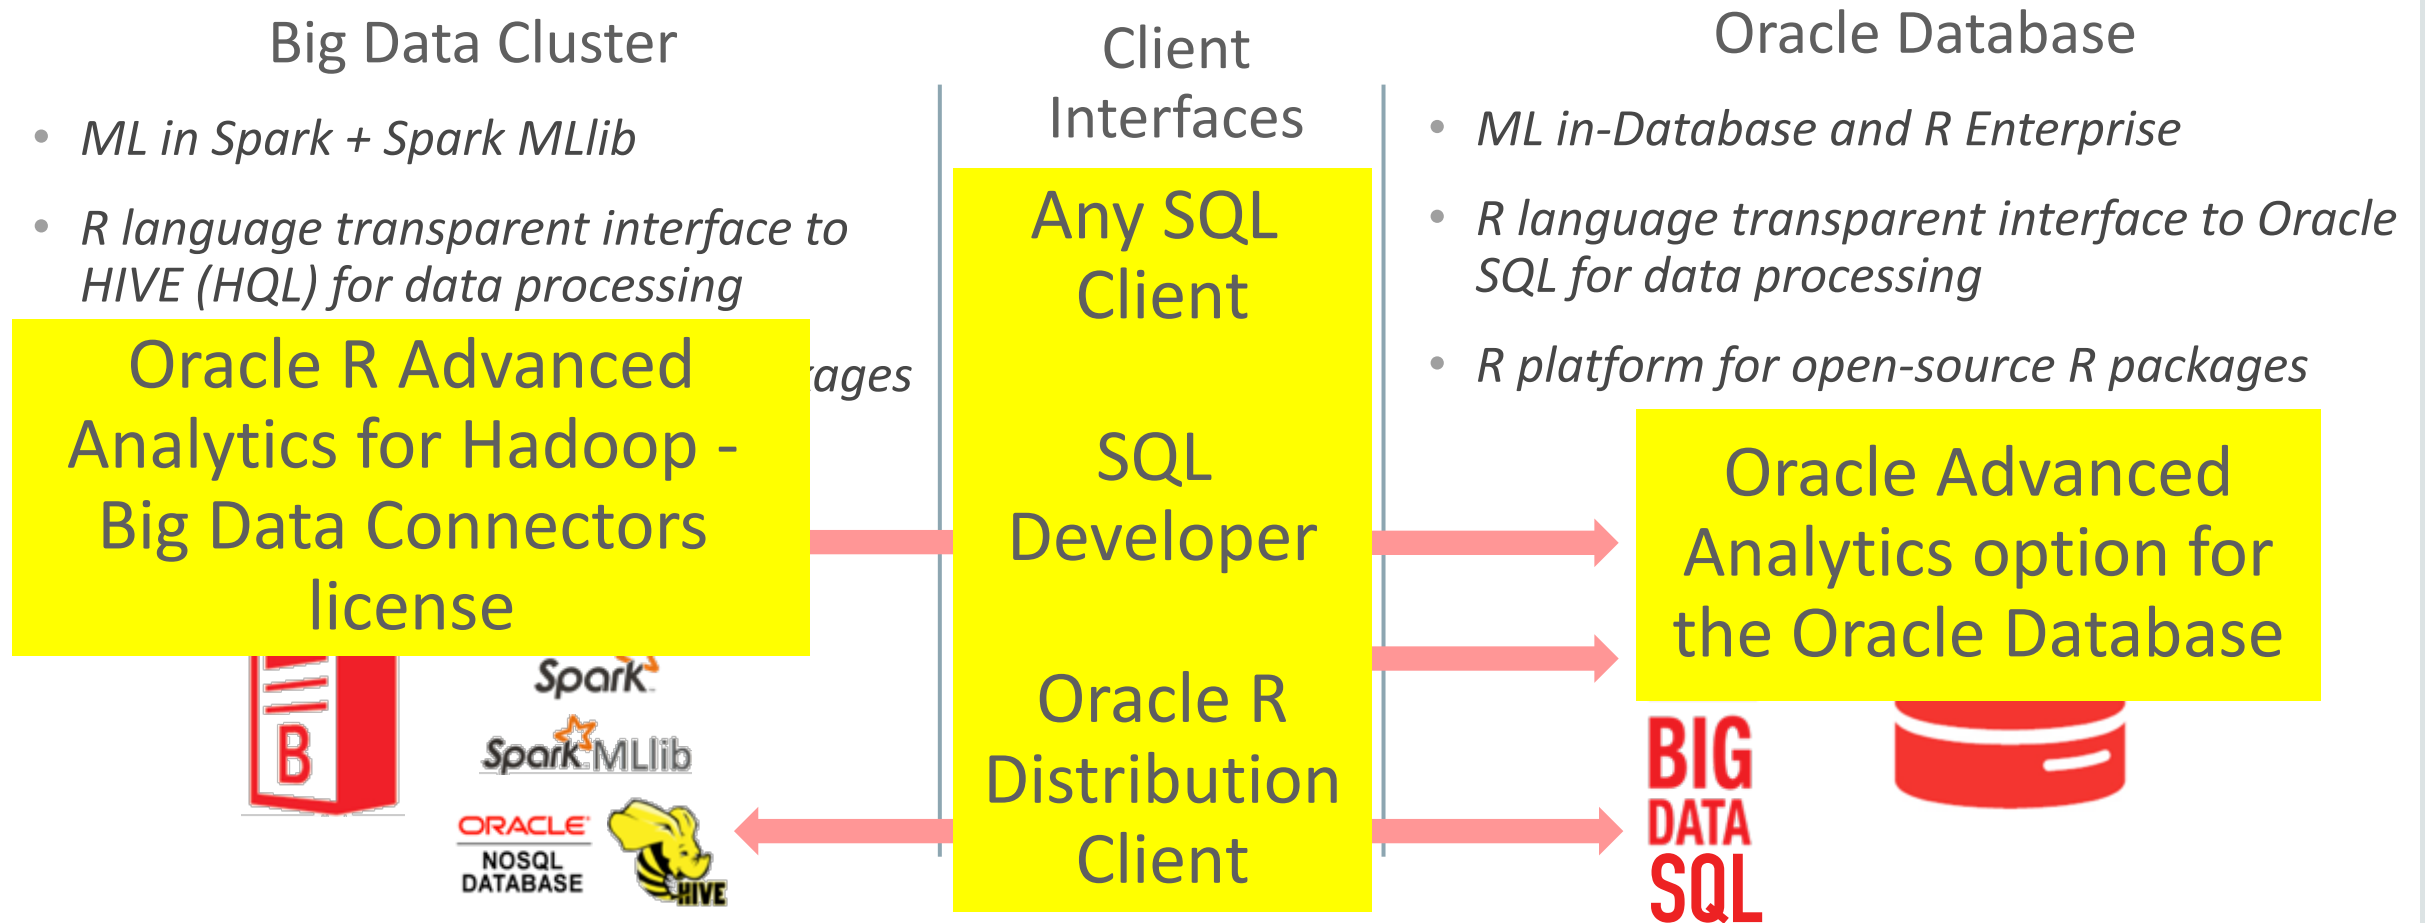 Big Data Cluster
• ML in Spark + Spark MLlib
• R language transparent interface to
HIVE (HQL) for data processing
Oracle R Advanced
Analytics for Hadoop -
Big Data Connectors
license
Spark
Spark MLlib
B
ORACLE
NOSQL
DATABASE
HIVE
Client
Interfaces
Any SQL
Client
SQL
Developer
Oracle R
Distribution
Client
Oracle Database
• ML in-Database and R Enterprise
• R language transparent interface to Oracle
SQL for data processing
• R platform for open-source R packages
Oracle Advanced
Analytics option for
the Oracle Database
BIG
DATA
SQL